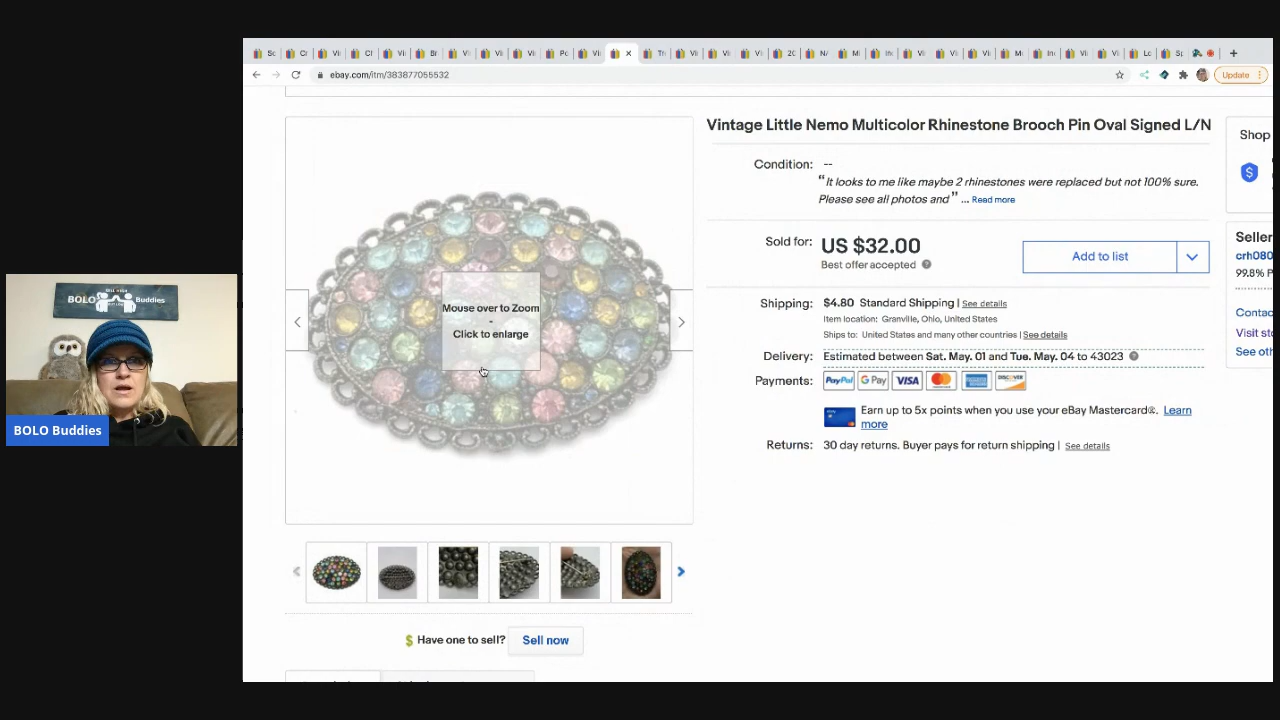 ebay.com/itm/383877055532
Update
Vintage Little Nemo Multicolor Rhinestone Brooch Pin Oval Signed L/N
Shop
Condition: --
“It looks to me like maybe 2 rhinestones were replaced but not 100% sure.
Please see all photos and ” ... Read more
Sold for: US $32.00
Best offer accepted
Add to list
Seller
crh080
99.8% P
Mouse over to Zoom
-
Click to enlarge
Shipping: $4.80 Standard Shipping | See details
Item location: Granville, Ohio, United States
Ships to: United States and many other countries | See details
Contac
Visit sto
See oth
Delivery: Estimated between Sat. May. 01 and Tue. May. 04 to 43023
Payments: PayPal G Pay VISA
DISCOVER
Earn up to 5x points when you use your eBay Mastercard®. Learn
more
Returns: 30 day returns. Buyer pays for return shipping | See details
BOLO Buddies
BOLO Buddies
Have one to sell? Sell now